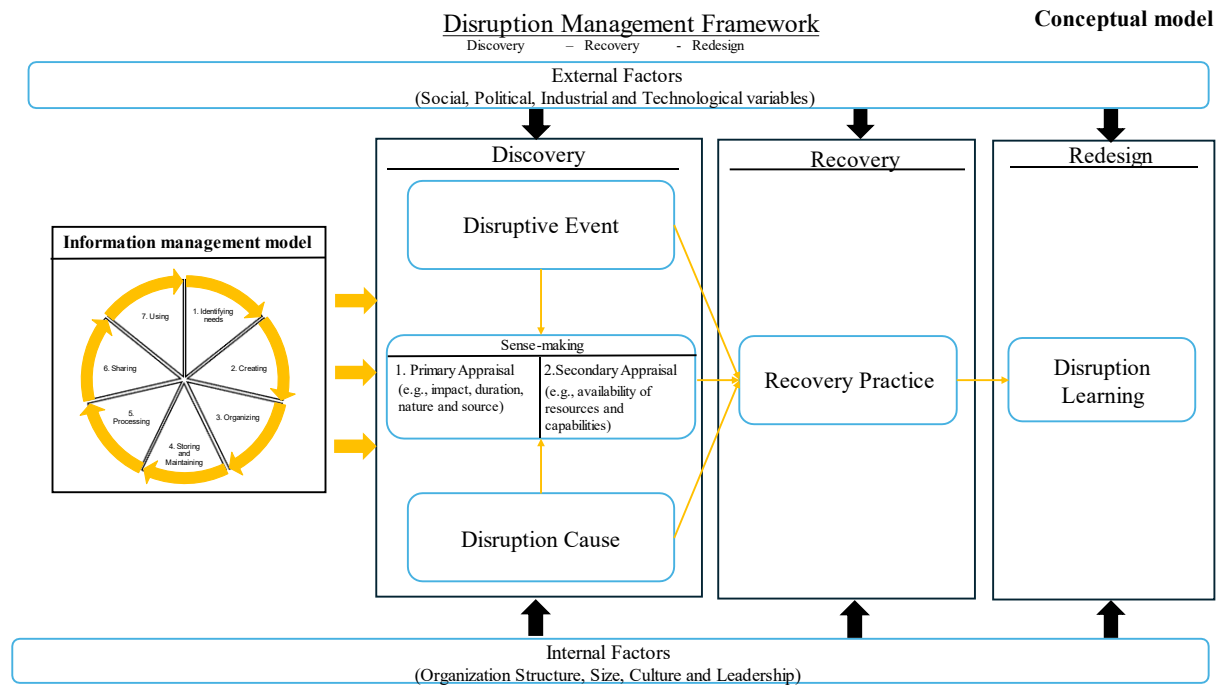 Disruption Management Framework
Discovery – Recovery - Redesign
Conceptual model
External Factors
(Social, Political, Industrial and Technological variables)
Discovery
Recovery
Redesign
Disruptive Event
Information management model
1. Identifying
needs
2. Creating
3. Organizing
4. Storing
and
Maintaining
5.
Processing
6. Sharing
7. Using
Sense-making
1. Primary Appraisal
(e.g., impact, duration,
nature and source)
2.Secondary Appraisal
(e.g., availability of
resources and
capabilities)
Recovery Practice
Disruption
Learning
Disruption Cause
Internal Factors
(Organization Structure, Size, Culture and Leadership)